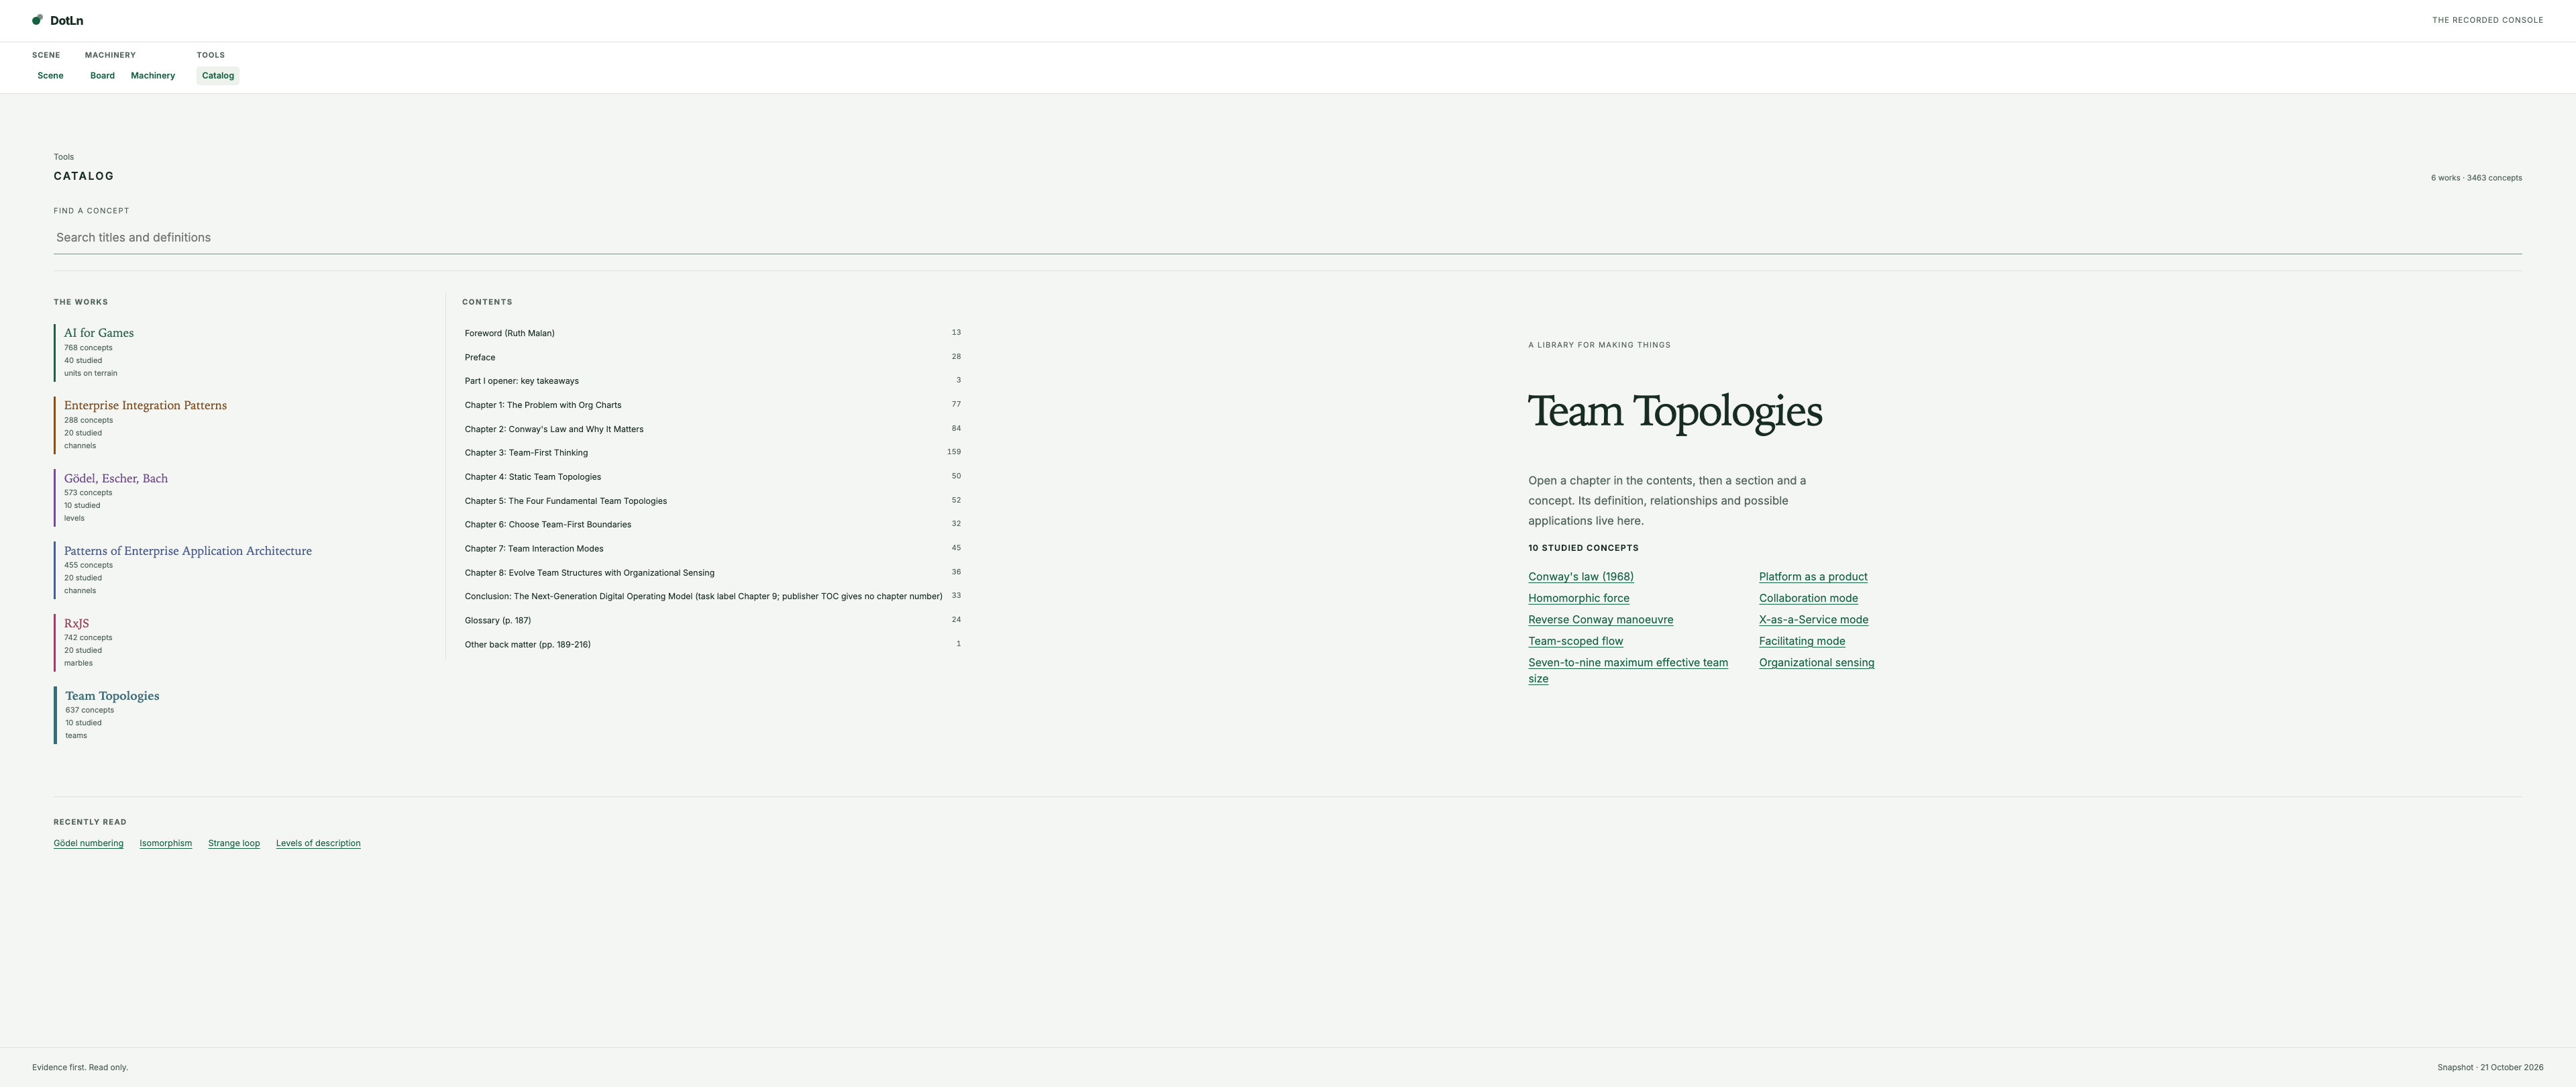 DotLn
THE RECORDED CONSOLE
SCENE
MACHINERY
TOOLS
Scene
Board
Machinery
Catalog
Tools
CATALOG
6 works · 3463 concepts
FIND A CONCEPT
Search titles and definitions
THE WORKS
AI for Games
768 concepts
40 studied
units on terrain
Enterprise Integration Patterns
288 concepts
20 studied
channels
Gödel, Escher, Bach
573 concepts
10 studied
levels
Patterns of Enterprise Application Architecture
455 concepts
20 studied
channels
RxJS
742 concepts
20 studied
marbles
Team Topologies
637 concepts
10 studied
teams
CONTENTS
Foreword (Ruth Malan) 13
Preface 28
Part I opener: key takeaways 3
Chapter 1: The Problem with Org Charts 77
Chapter 2: Conway's Law and Why It Matters 84
Chapter 3: Team-First Thinking 159
Chapter 4: Static Team Topologies 50
Chapter 5: The Four Fundamental Team Topologies 52
Chapter 6: Choose Team-First Boundaries 32
Chapter 7: Team Interaction Modes 45
Chapter 8: Evolve Team Structures with Organizational Sensing 36
Conclusion: The Next-Generation Digital Operating Model (task label Chapter 9; publisher TOC gives no chapter number) 33
Glossary (p. 187) 24
Other back matter (pp. 189-216) 1
A LIBRARY FOR MAKING THINGS
Team Topologies
Open a chapter in the contents, then a section and a
concept. Its definition, relationships and possible
applications live here.
10 STUDIED CONCEPTS
Conway's law (1968)
Homomorphic force
Reverse Conway manoeuvre
Team-scoped flow
Seven-to-nine maximum effective team
size
Platform as a product
Collaboration mode
X-as-a-Service mode
Facilitating mode
Organizational sensing
RECENTLY READ
Gödel numbering
Isomorphism
Strange loop
Levels of description
Evidence first. Read only.
Snapshot · 21 October 2026